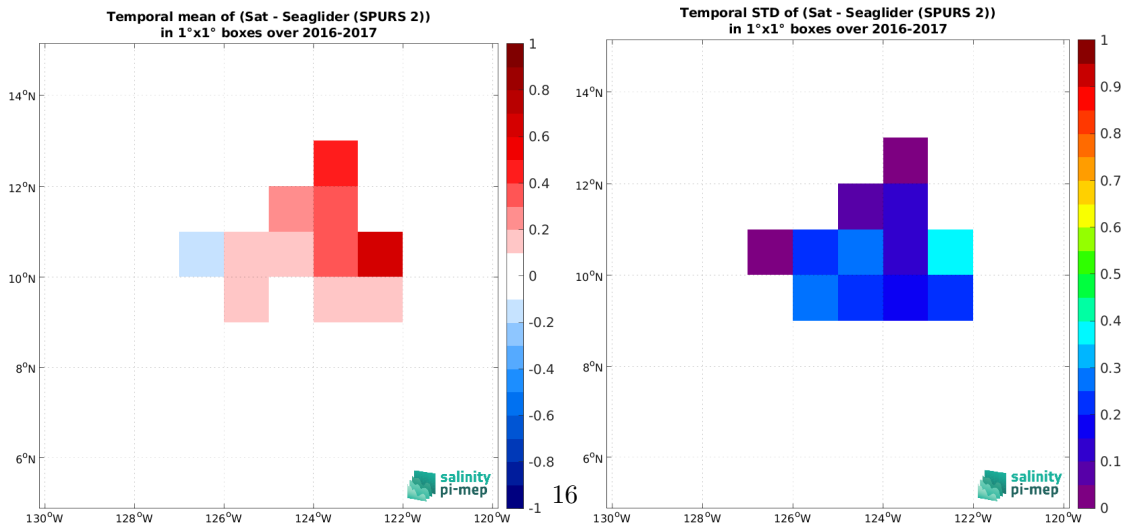 Temporal mean of (Sat - Seaglider (SPURS 2))
in 1°x1° boxes over 2016-2017
14°N
12°N
10°N
8°N
6°N
130°W
128°W
126°W
124°W
122°W
120°W
1
0.8
0.6
0.4
0.2
0
-0.2
-0.4
-0.6
-0.8
-1
salinity
pi-mep
16
Temporal STD of (Sat - Seaglider (SPURS 2))
in 1°x1° boxes over 2016-2017
14°N
12°N
10°N
8°N
6°N
130°W
128°W
126°W
124°W
122°W
120°W
1
0.9
0.8
0.7
0.6
0.5
0.4
0.3
0.2
0.1
0
salinity
pi-mep